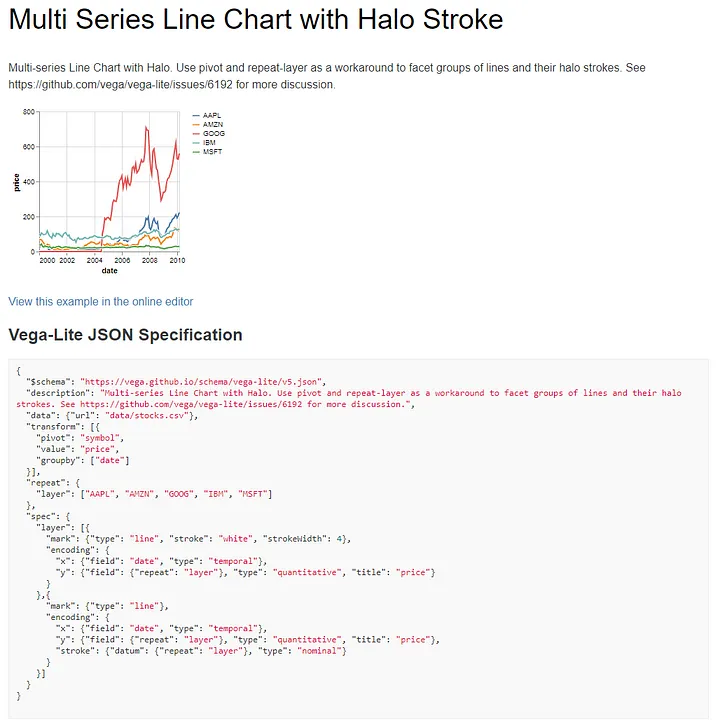 Multi Series Line Chart with Halo Stroke
Multi-series Line Chart with Halo. Use pivot and repeat-layer as a workaround to facet groups of lines and their halo strokes. See
https://github.com/vega/vega-lite/issues/6192 for more discussion.
800
600
400
200
0
price
2000 2002 2004 2006 2008 2010
date
AAPL
AMZN
GOOG
IBM
MSFT
View this example in the online editor
Vega-Lite JSON Specification
{
  "$schema": "https://vega.github.io/schema/vega-lite/v5.json",
  "description": "Multi-series Line Chart with Halo. Use pivot and repeat-layer as a workaround to facet groups of lines and their halo
strokes. See https://github.com/vega/vega-lite/issues/6192 for more discussion.",
  "data": {"url": "data/stocks.csv"},
  "transform": [{
    "pivot": "symbol",
    "value": "price",
    "groupby": ["date"]
  }],
  "repeat": {
    "layer": ["AAPL", "AMZN", "GOOG", "IBM", "MSFT"]
  },
  "spec": {
    "layer": [{
      "mark": {"type": "line", "stroke": "white", "strokeWidth": 4},
      "encoding": {
        "x": {"field": "date", "type": "temporal"},
        "y": {"field": {"repeat": "layer"}, "type": "quantitative", "title": "price"}
      }
    },{
      "mark": {"type": "line"},
      "encoding": {
        "x": {"field": "date", "type": "temporal"},
        "y": {"field": {"repeat": "layer"}, "type": "quantitative", "title": "price"},
        "stroke": {"datum": {"repeat": "layer"}, "type": "nominal"}
      }
    }]
  }
}